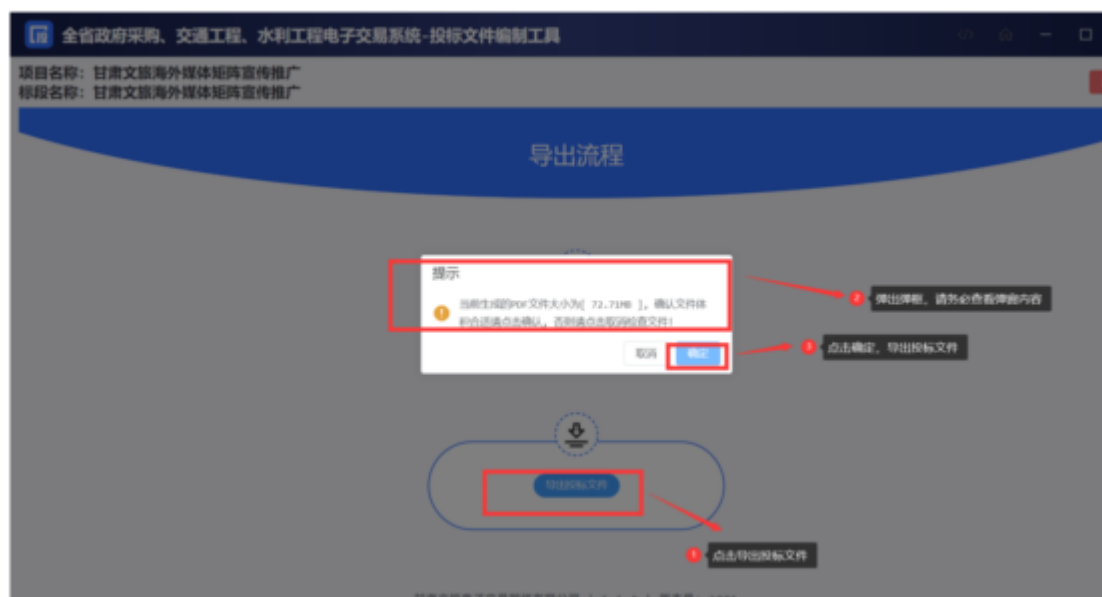 全省政府采购、交通工程、水利工程电子交易系统-投标文件编制工具
项目名称：甘肃文旅海外媒体矩阵宣传推广
标段名称：甘肃文旅海外媒体矩阵宣传推广
导出流程
提示
当前生成的PDF文件大小为[ 72.71MB ]，确认文件体
积合适请点击确认，否则请点击取消检查文件！
取消
确定
2 弹出弹框，请务必查看弹窗内容
3 点击确定，导出投标文件
导出投标文件
1 点击导出投标文件